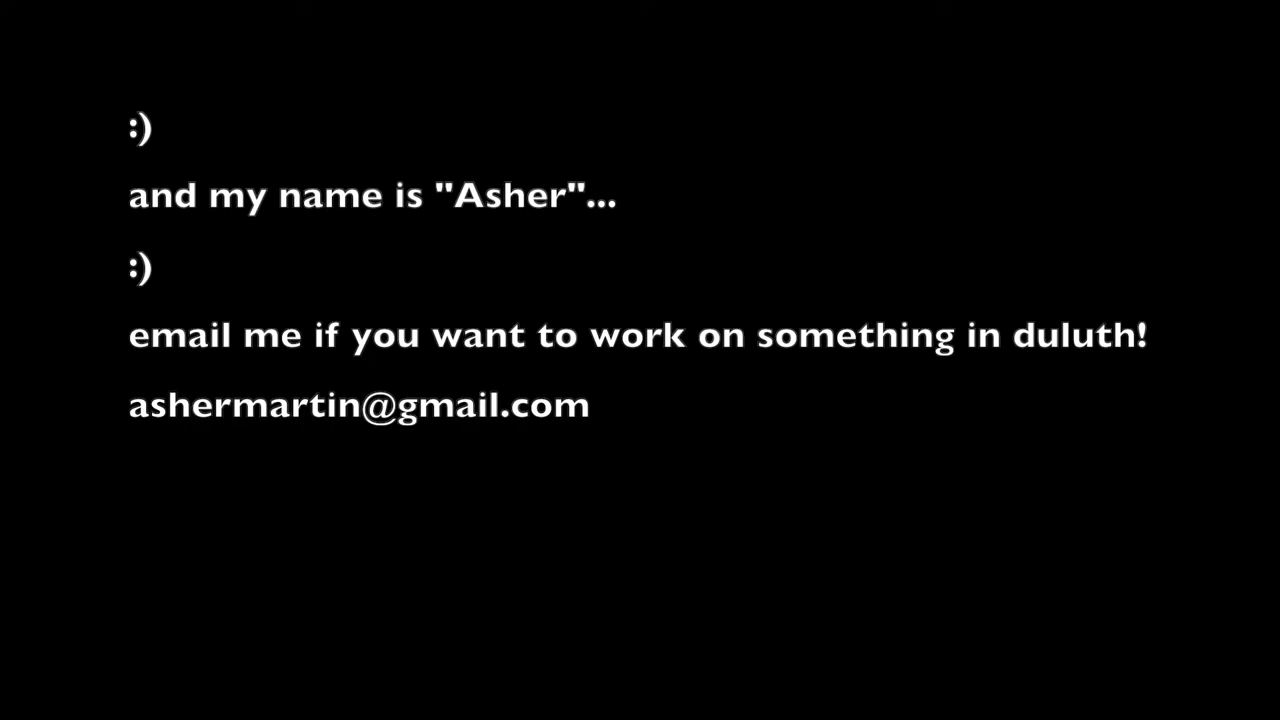 :)
and my name is "Asher"...
:)
email me if you want to work on something in duluth!
ashermartin@gmail.com